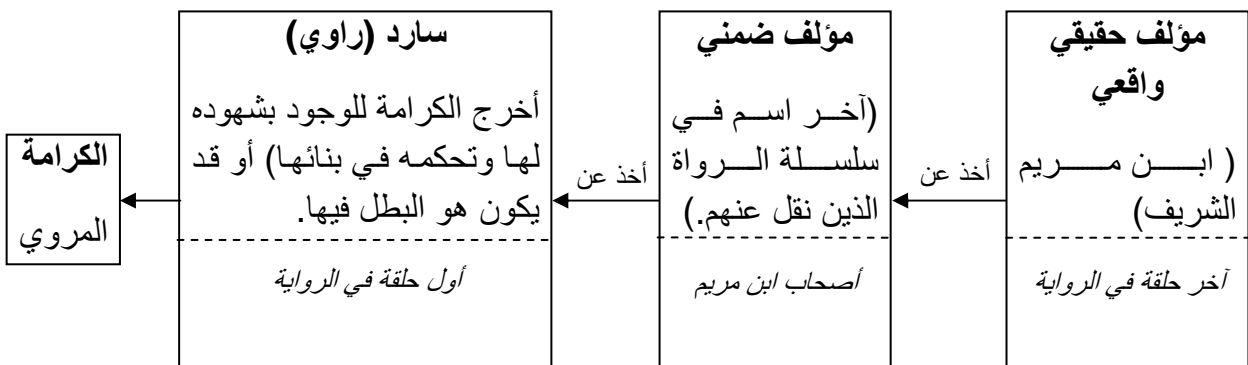 مؤلف حقيقي
واقعي
( ابن مريم
الشريف)
آخر حلقة في الرواية
أخذ عن
مؤلف ضمني
(آخر اسم في
سلسلة الرواة
الذين نقل عنهم.)
أصحاب ابن مريم
أخذ عن
سارد (راوي)
أخرج الكرامة للوجود بشهوده
لها وتحكمه في بنائها) أو قد
يكون هو البطل فيها.
أول حلقة في الرواية
الكرامة
المروي